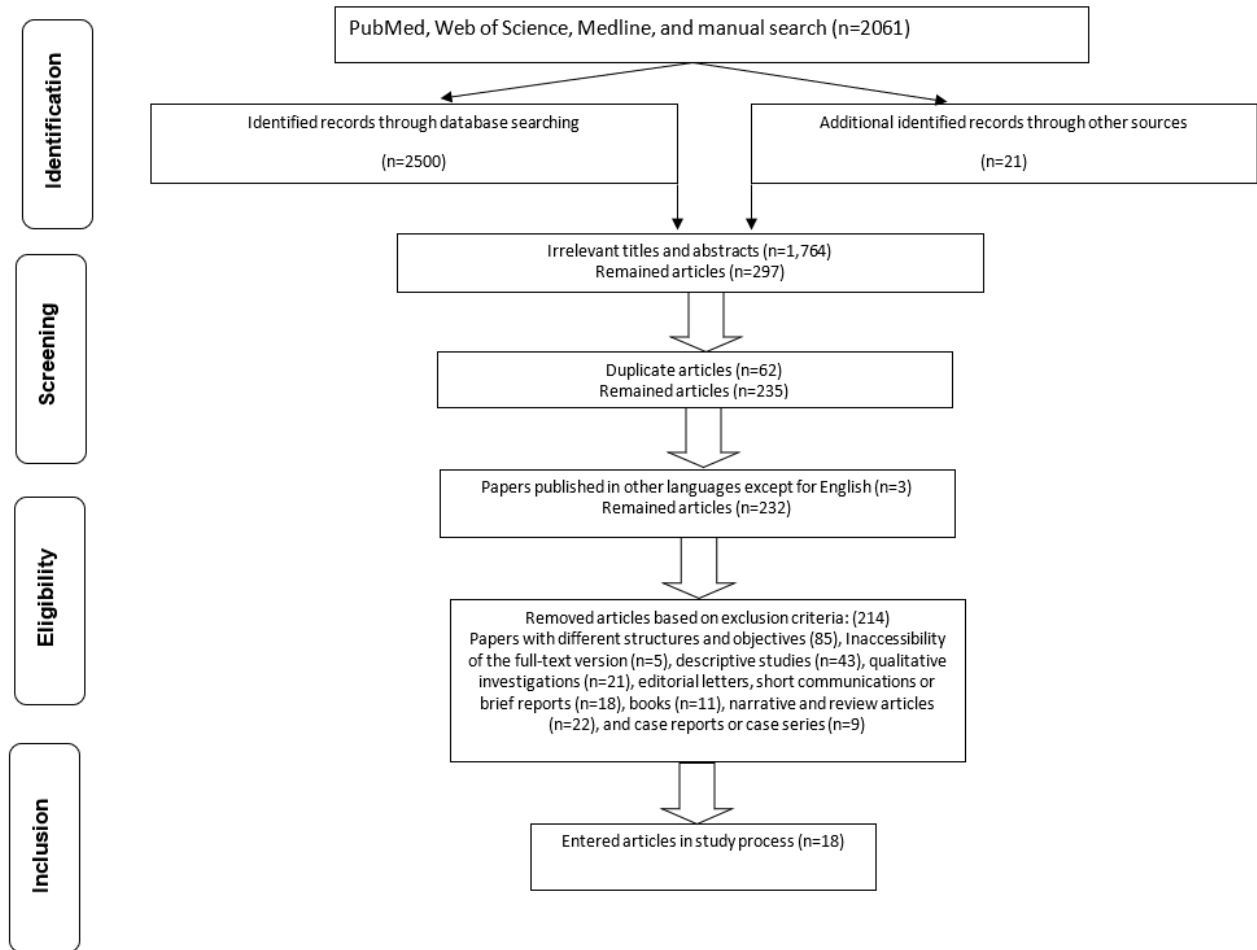 Identification
PubMed, Web of Science, Medline, and manual search (n=2061)
Identified records through database searching
(n=2500)
Additional identified records through other sources
(n=21)
Screening
Irrelevant titles and abstracts (n=1,764)
Remained articles (n=297)
Duplicate articles (n=62)
Remained articles (n=235)
Eligibility
Papers published in other languages except for English (n=3)
Remained articles (n=232)
Removed articles based on exclusion criteria: (214)
Papers with different structures and objectives (85), Inaccessibility
of the full-text version (n=5), descriptive studies (n=43), qualitative
investigations (n=21), editorial letters, short communications or
brief reports (n=18), books (n=11), narrative and review articles
(n=22), and case reports or case series (n=9)
Inclusion
Entered articles in study process (n=18)